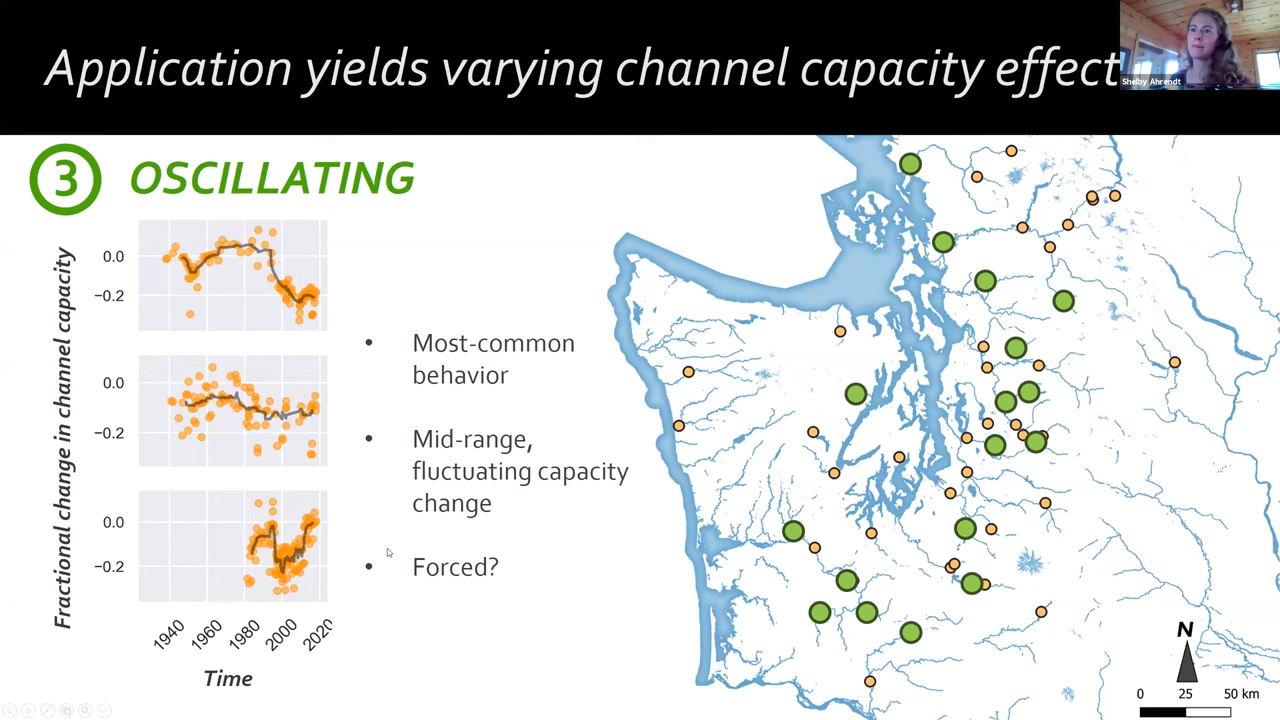 Application yields varying channel capacity effect
Shelby Ahrendt
3 OSCILLATING
Fractional change in channel capacity
0.0
−0.2
0.0
−0.2
0.0
−0.2
1940 1960 1980 2000 2020
Time
• Most-common
behavior
• Mid-range,
fluctuating capacity
change
• Forced?
N
0 25 50 km